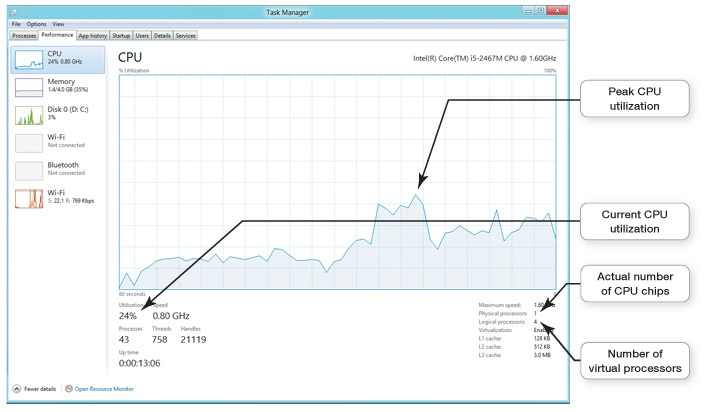 Task Manager
File Options View
Processes Performance App history Startup Users Details Services
CPU
24% 0.80 GHz
Memory
1.4/4.0 GB (35%)
Disk 0 (D: C:)
3%
Wi-Fi
Not connected
Bluetooth
Not connected
Wi-Fi
S: 22.1 R: 769 Kbps
CPU Intel(R) Core(TM) i5-2467M CPU @ 1.60GHz
% Utilization 100%
60 seconds
Utilization Speed
24% 0.80 GHz
Processes Threads Handles
43 758 21119
Up time
0:00:13:06
Maximum speed: 1.60
Physical processors: 1
Logical processors: 4
Virtualization:
L1 cache: 128 KB
L2 cache: 512 KB
L3 cache: 3.0 MB
Fewer details Open Resource Monitor
Peak CPU
utilization
Current CPU
utilization
Actual number
of CPU chips
Number of
virtual processors